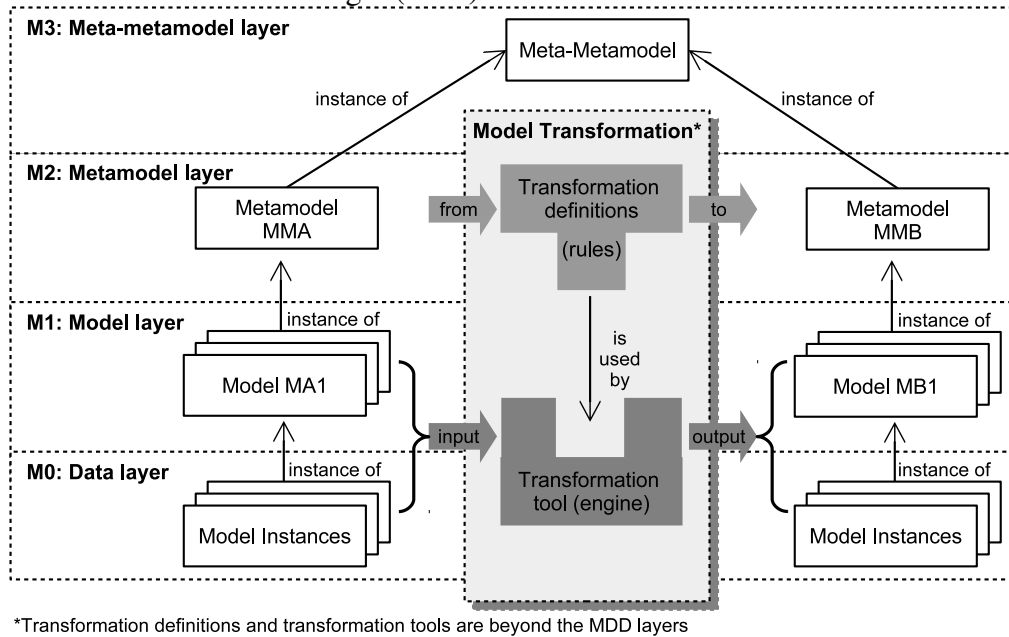 M3: Meta-metamodel layer
Meta-Metamodel
instance of
instance of
Model Transformation*
M2: Metamodel layer
Metamodel
MMA
from
Transformation
definitions
(rules)
to
Metamodel
MMB
M1: Model layer
instance of
instance of
is
used
by
Model MA1
Model MB1
input
output
M0: Data layer
instance of
instance of
Transformation
tool (engine)
Model Instances
Model Instances
*Transformation definitions and transformation tools are beyond the MDD layers